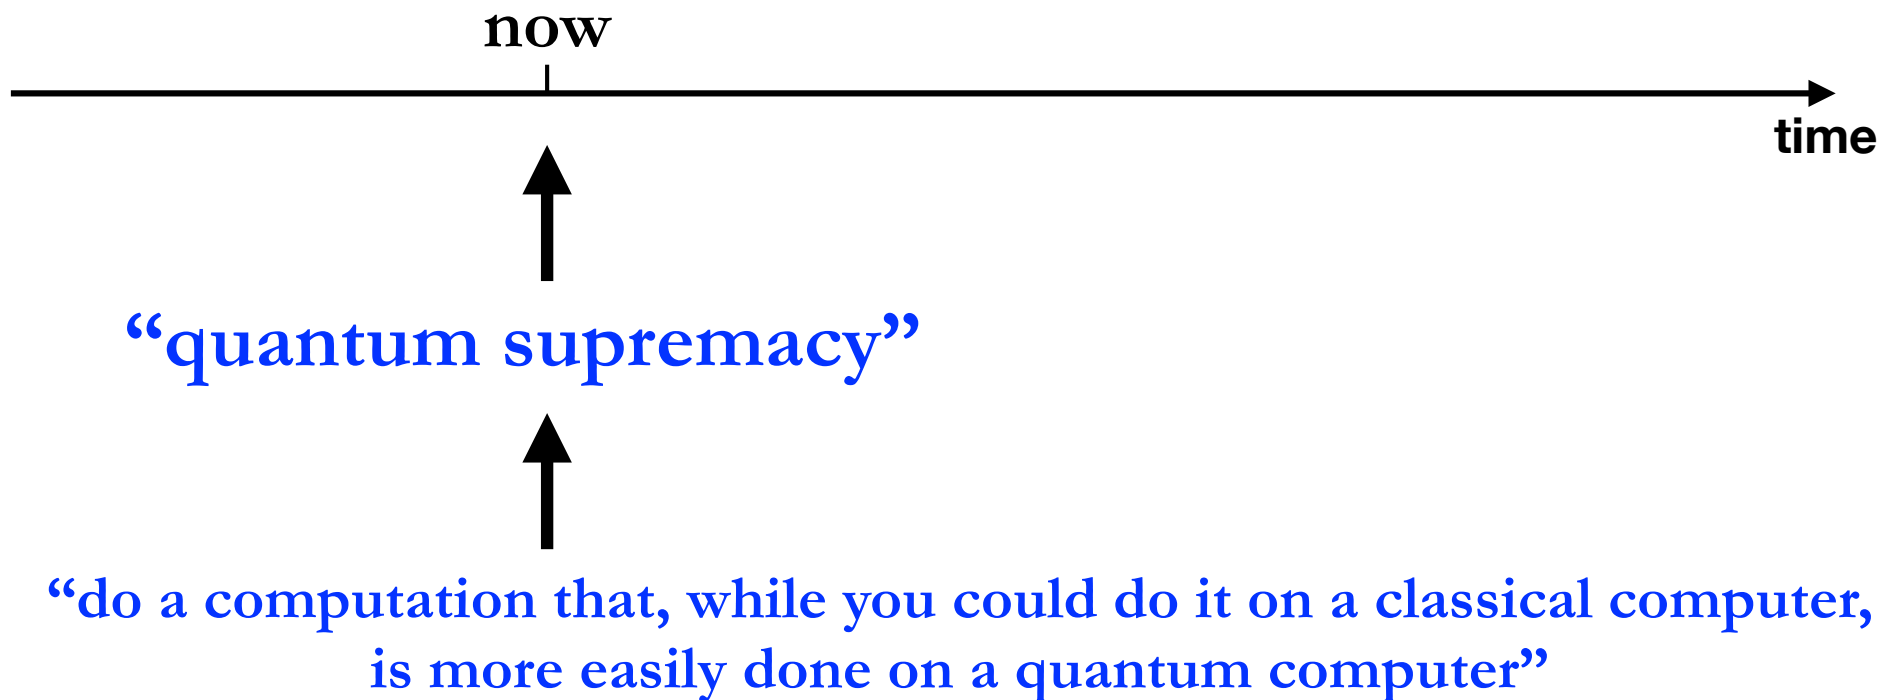 now
time
“quantum supremacy”
“do a computation that, while you could do it on a classical computer,
is more easily done on a quantum computer”